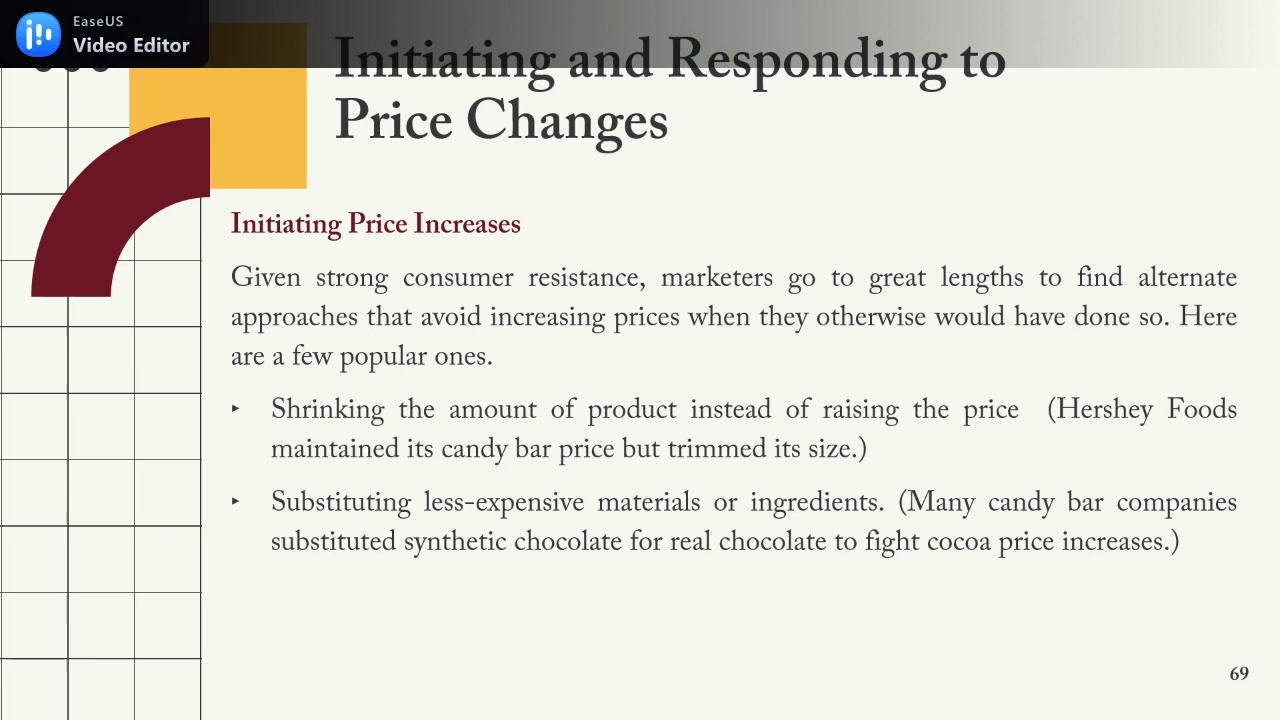 EaseUS
Video Editor
Initiating and Responding to
Price Changes
Initiating Price Increases
Given strong consumer resistance, marketers go to great lengths to find alternate
approaches that avoid increasing prices when they otherwise would have done so. Here
are a few popular ones.
‣ Shrinking the amount of product instead of raising the price (Hershey Foods
maintained its candy bar price but trimmed its size.)
‣ Substituting less-expensive materials or ingredients. (Many candy bar companies
substituted synthetic chocolate for real chocolate to fight cocoa price increases.)
69